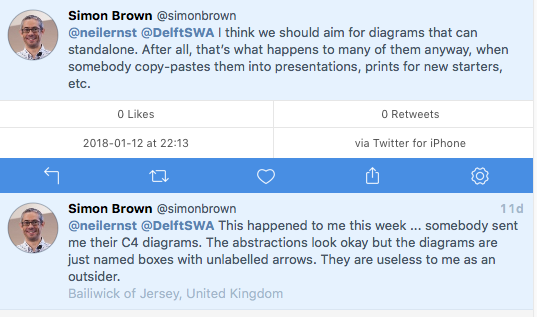 Simon Brown @simonbrown
@neilernst @DelftSWA I think we should aim for diagrams that can
standalone. After all, that's what happens to many of them anyway, when
somebody copy-pastes them into presentations, prints for new starters,
etc.
0 Likes 0 Retweets
2018-01-12 at 22:13 via Twitter for iPhone
Simon Brown @simonbrown 11d
@neilernst @DelftSWA This happened to me this week ... somebody sent
me their C4 diagrams. The abstractions look okay but the diagrams are
just named boxes with unlabelled arrows. They are useless to me as an
outsider.
Bailiwick of Jersey, United Kingdom